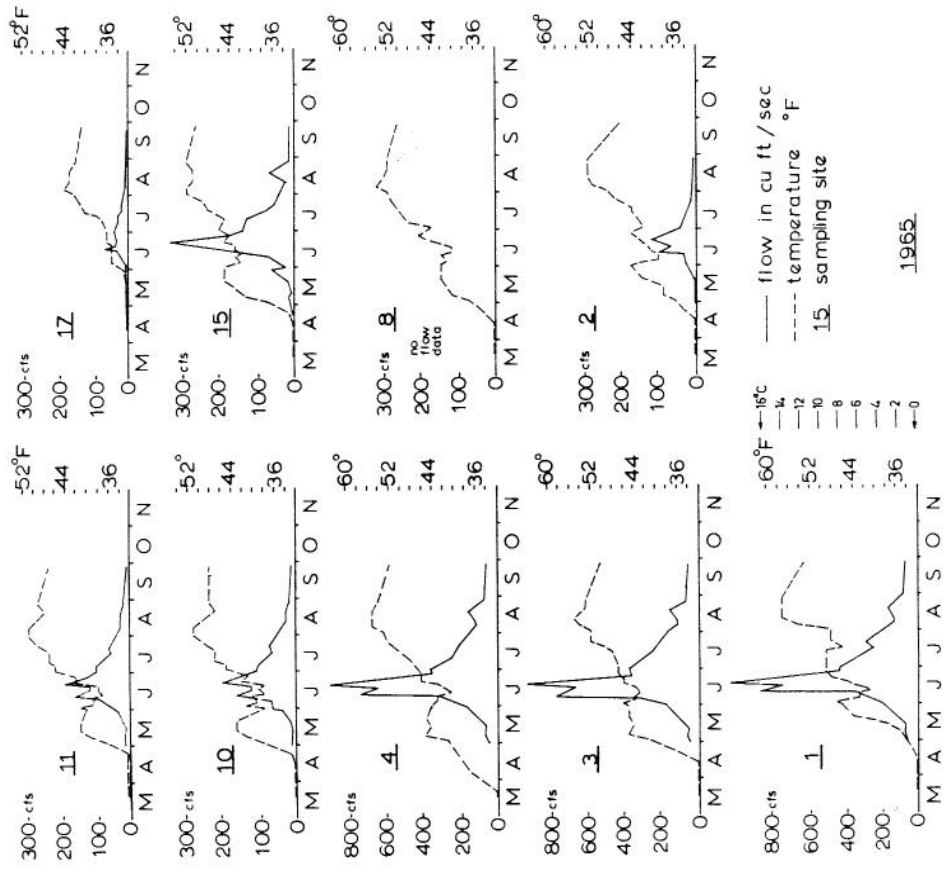 300-cfs
200-
100-
0
11
-52°F
-44
-36
M A M J J A S O N
300-cfs
200-
100-
0
10
-52°
-44
-36
M A M J J A S O N
800-cfs
600-
400-
200-
0
4
-60°
-52
-44
-36
M A M J J A S O N
800-cfs
600-
400-
200-
0
3
-60°
-52
-44
-36
M A M J J A S O N
800-cfs
600-
400-
200-
0
1
-60°F
-52
-44
-36
M A M J J A S O N
16°C
14
12
10
8
6
4
2
0
300-cfs
200-
100-
0
17
-52°F
-44
-36
M A M J J A S O N
300-cfs
200-
100-
0
15
-52°
-44
-36
M A M J J A S O N
300-cfs
200-
100-
0
no
flow
data
8
-60°
-52
-44
-36
M A M J J A S O N
300-cfs
200-
100-
0
2
-60°
-52
-44
-36
M A M J J A S O N
flow in cu ft/sec
temperature °F
15 sampling site
1965